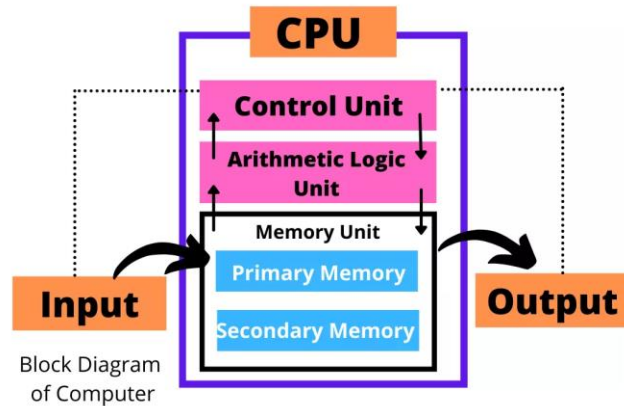 CPU
Control Unit
Arithmetic Logic
Unit
Memory Unit
Primary Memory
Secondary Memory
Input
Output
Block Diagram
of Computer